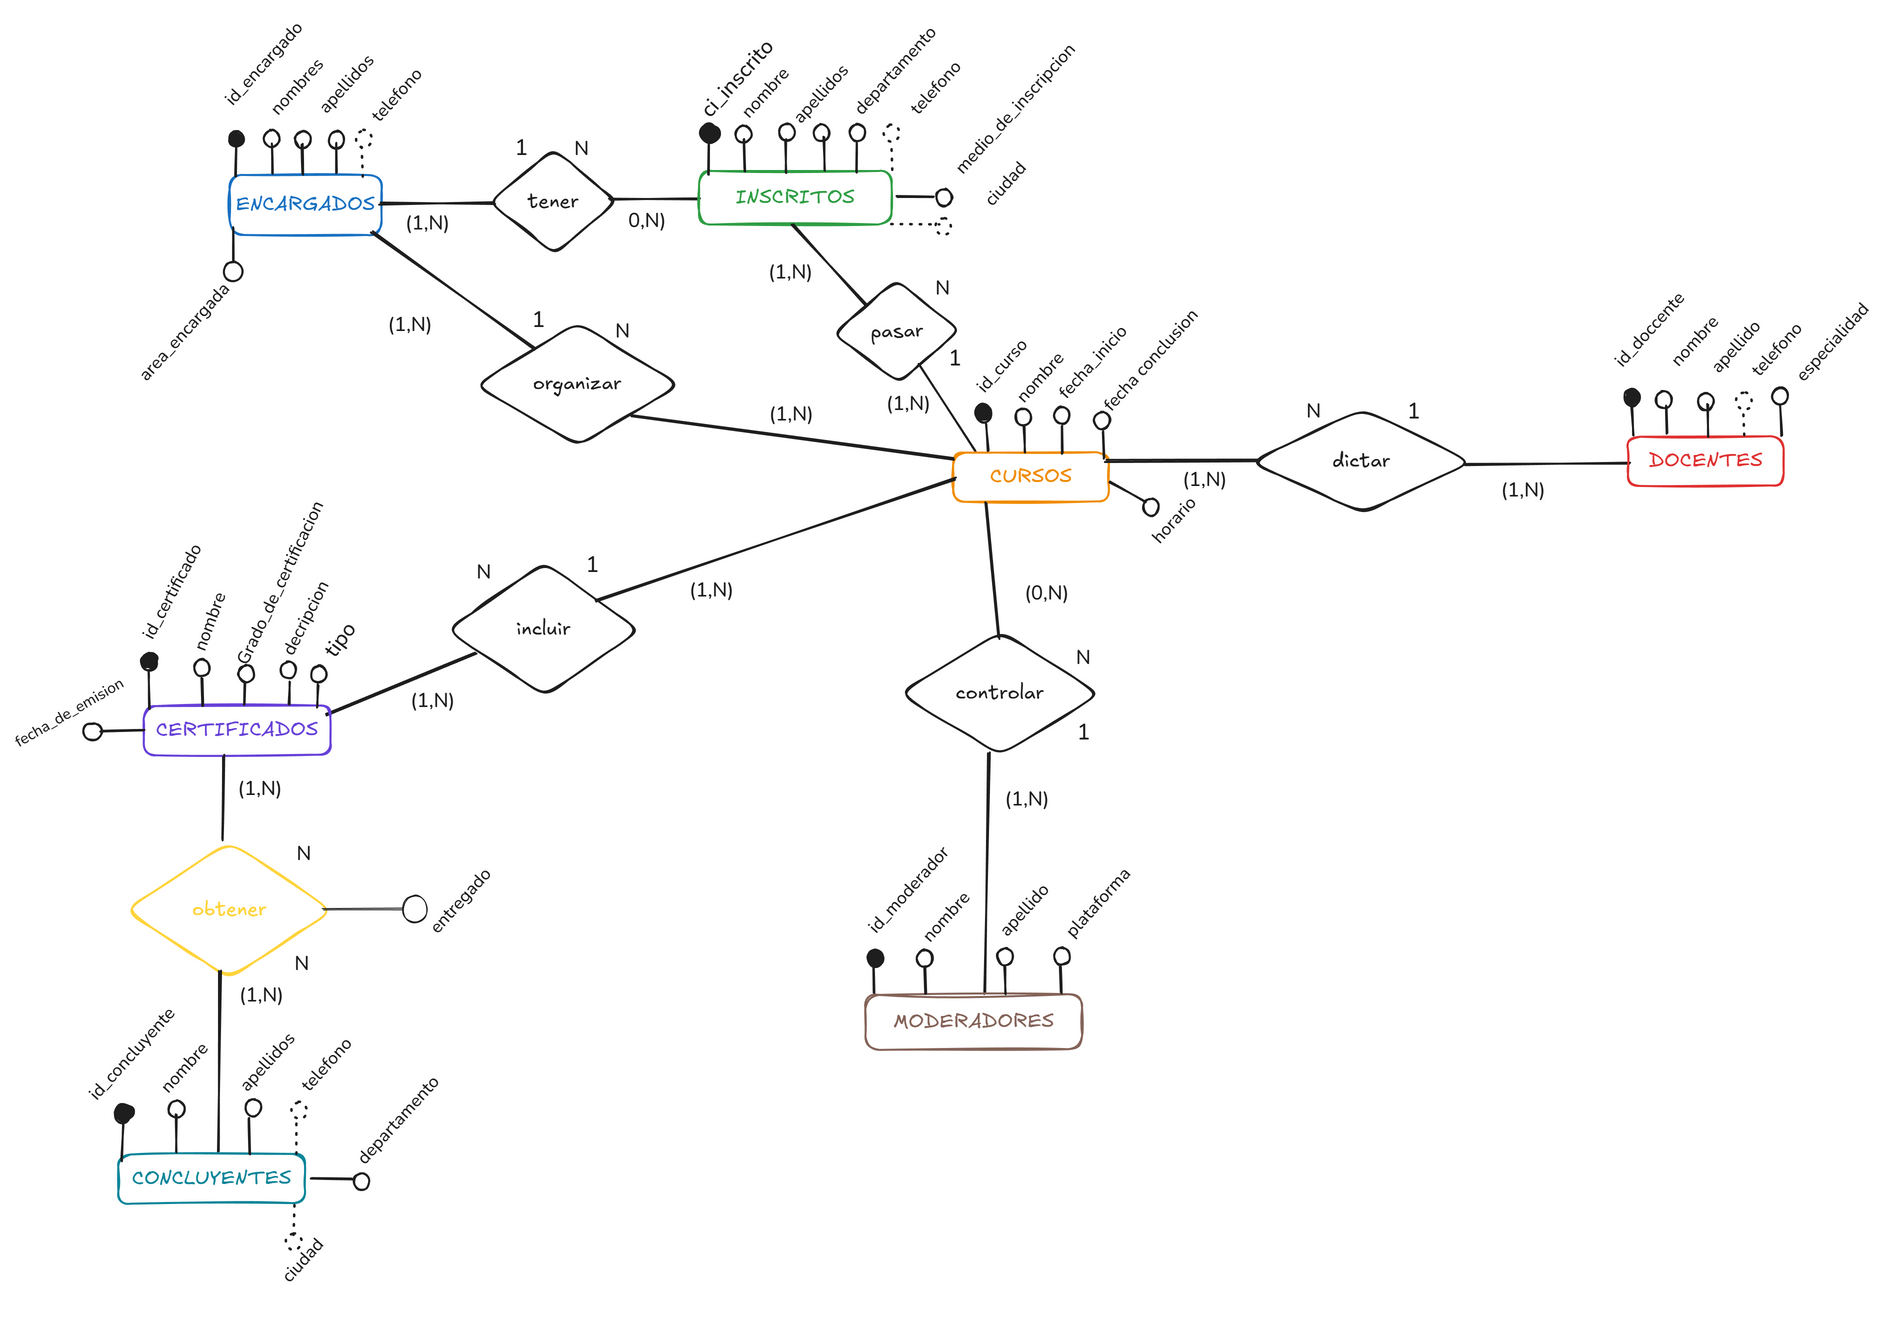 id_encargado
nombres
apellidos
telefono
ENCARGADOS
area_encargada
1
N
tener
(1,N)
0,N)
ci_inscrito
nombre
apellidos
departamento
telefono
medio_de_inscripcion
ciudad
INSCRITOS
(1,N)
1
N
organizar
(1,N)
(1,N)
N
pasar
1
(1,N)
id_curso
nombre
fecha_inicio
fecha conclusion
CURSOS
horario
N
1
dictar
(1,N)
(1,N)
id_doccente
nombre
apellido
telefono
especialidad
DOCENTES
N
1
incluir
(1,N)
(1,N)
id_certificado
nombre
Grado_de_certificacion
decripcion
tipo
fecha_de_emision
CERTIFICADOS
(0,N)
N
controlar
1
(1,N)
id_moderador
nombre
apellido
plataforma
MODERADORES
(1,N)
N
obtener
entregado
N
(1,N)
id_concluyente
nombre
apellidos
telefono
departamento
CONCLUYENTES
ciudad